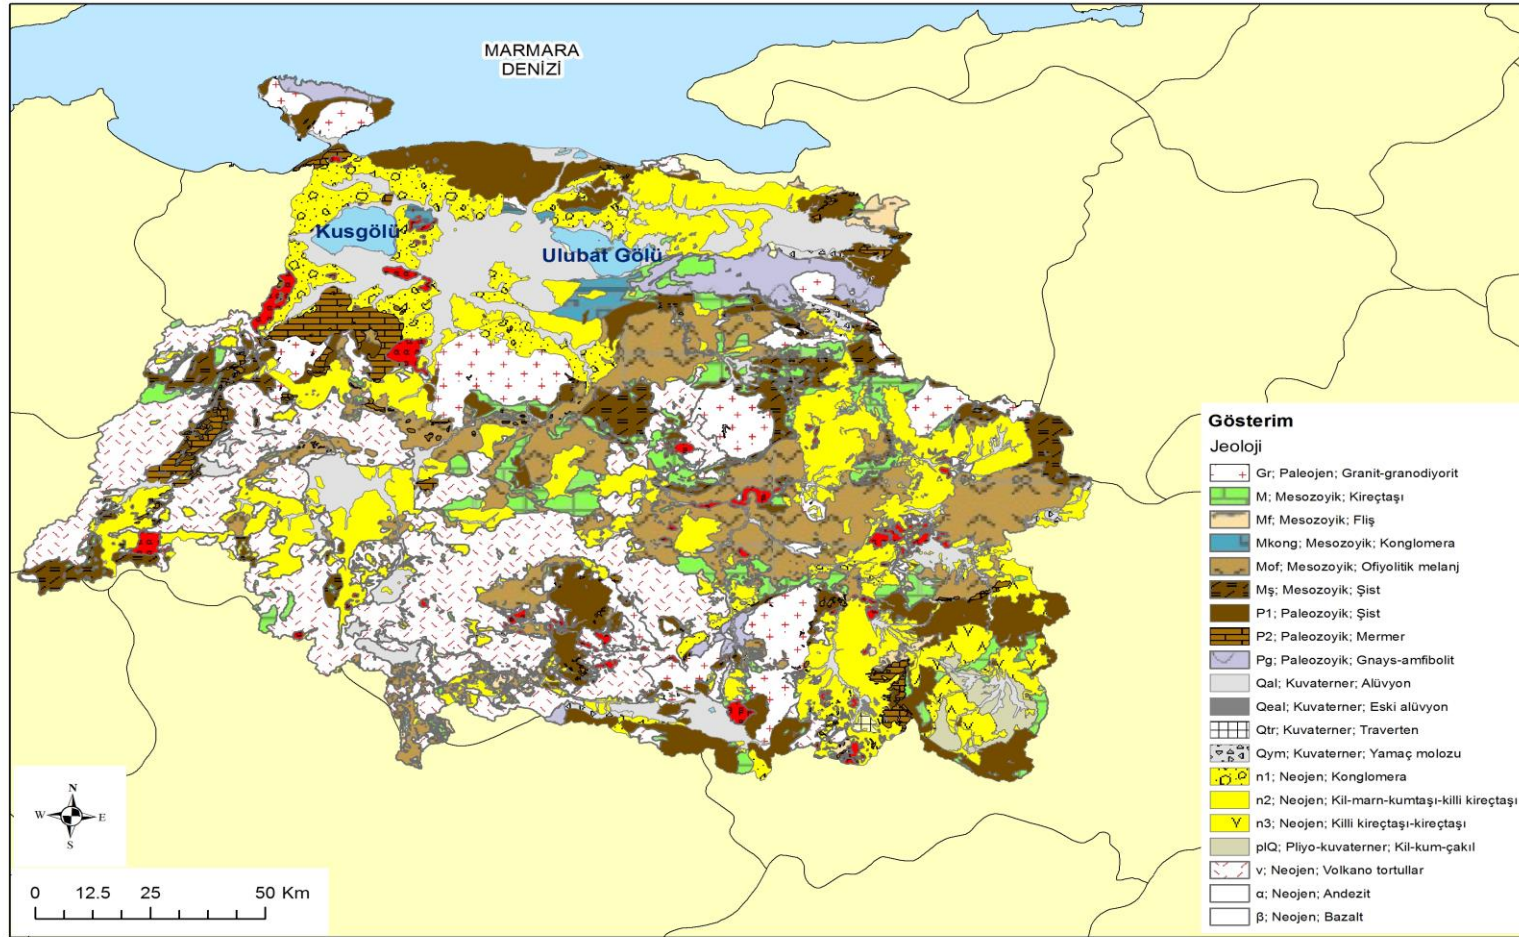 MARMARA
DENİZİ
Kusgölü
Ulubat Gölü
Gösterim
Jeoloji
Gr; Paleojen; Granit-granodiyorit
M; Mesozoyik; Kireçtaşı
Mf; Mesozoyik; Fliş
Mkong; Mesozoyik; Konglomera
Mof; Mesozoyik; Ofiyolitik melanj
Mş; Mesozoyik; Şist
P1; Paleozoyik; Şist
P2; Paleozoyik; Mermer
Pg; Paleozoyik; Gnays-amfibolit
Qal; Kuvaterner; Alüvyon
Qeal; Kuvaterner; Eski alüvyon
Qtr; Kuvaterner; Traverten
Qym; Kuvaterner; Yamaç molozu
n1; Neojen; Konglomera
n2; Neojen; Kil-marn-kumtaşı-killi kireçtaşı
n3; Neojen; Killi kireçtaşı-kireçtaşı
plQ; Pliyo-kuvaterner; Kil-kum-çakıl
v; Neojen; Volkano tortullar
α; Neojen; Andezit
β; Neojen; Bazalt
N
W E
S
0 12.5 25 50 Km